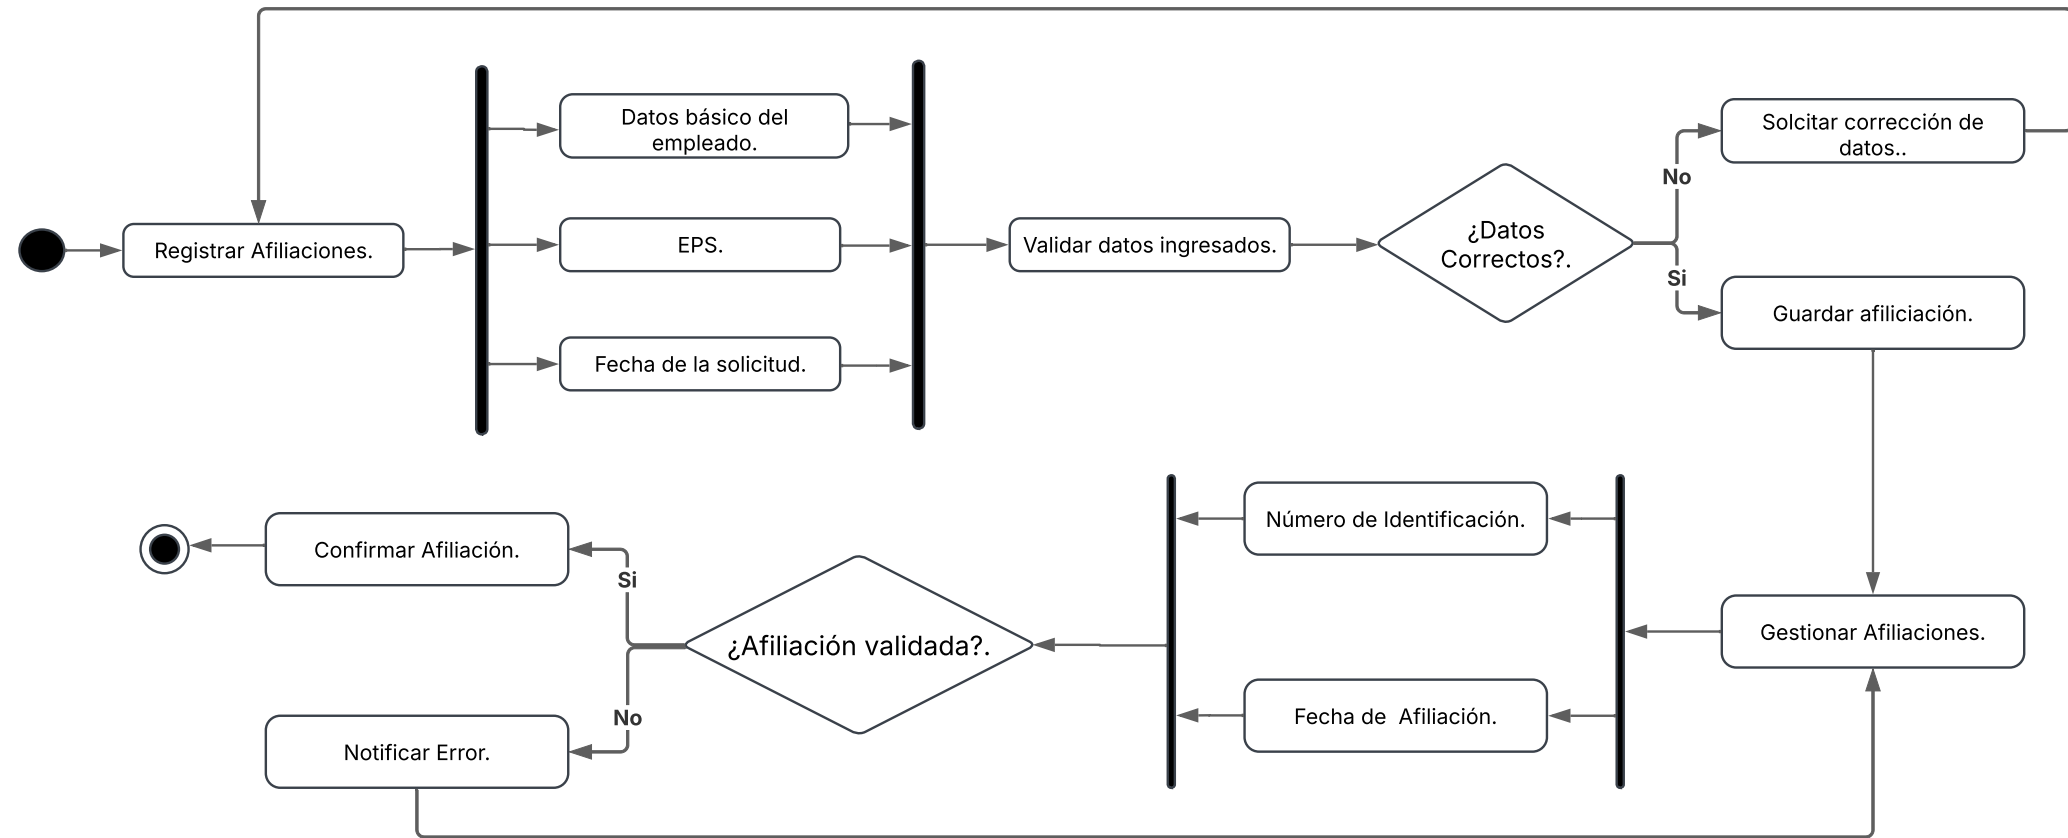 Datos básico del
empleado.
Solcitar corrección de
datos..
No
Registrar Afiliaciones.
EPS.
Validar datos ingresados.
¿Datos
Correctos?.
Si
Guardar afiliciación.
Fecha de la solicitud.
Número de Identificación.
Confirmar Afiliación.
Si
¿Afiliación validada?.
Gestionar Afiliaciones.
No
Fecha de  Afiliación.
Notificar Error.